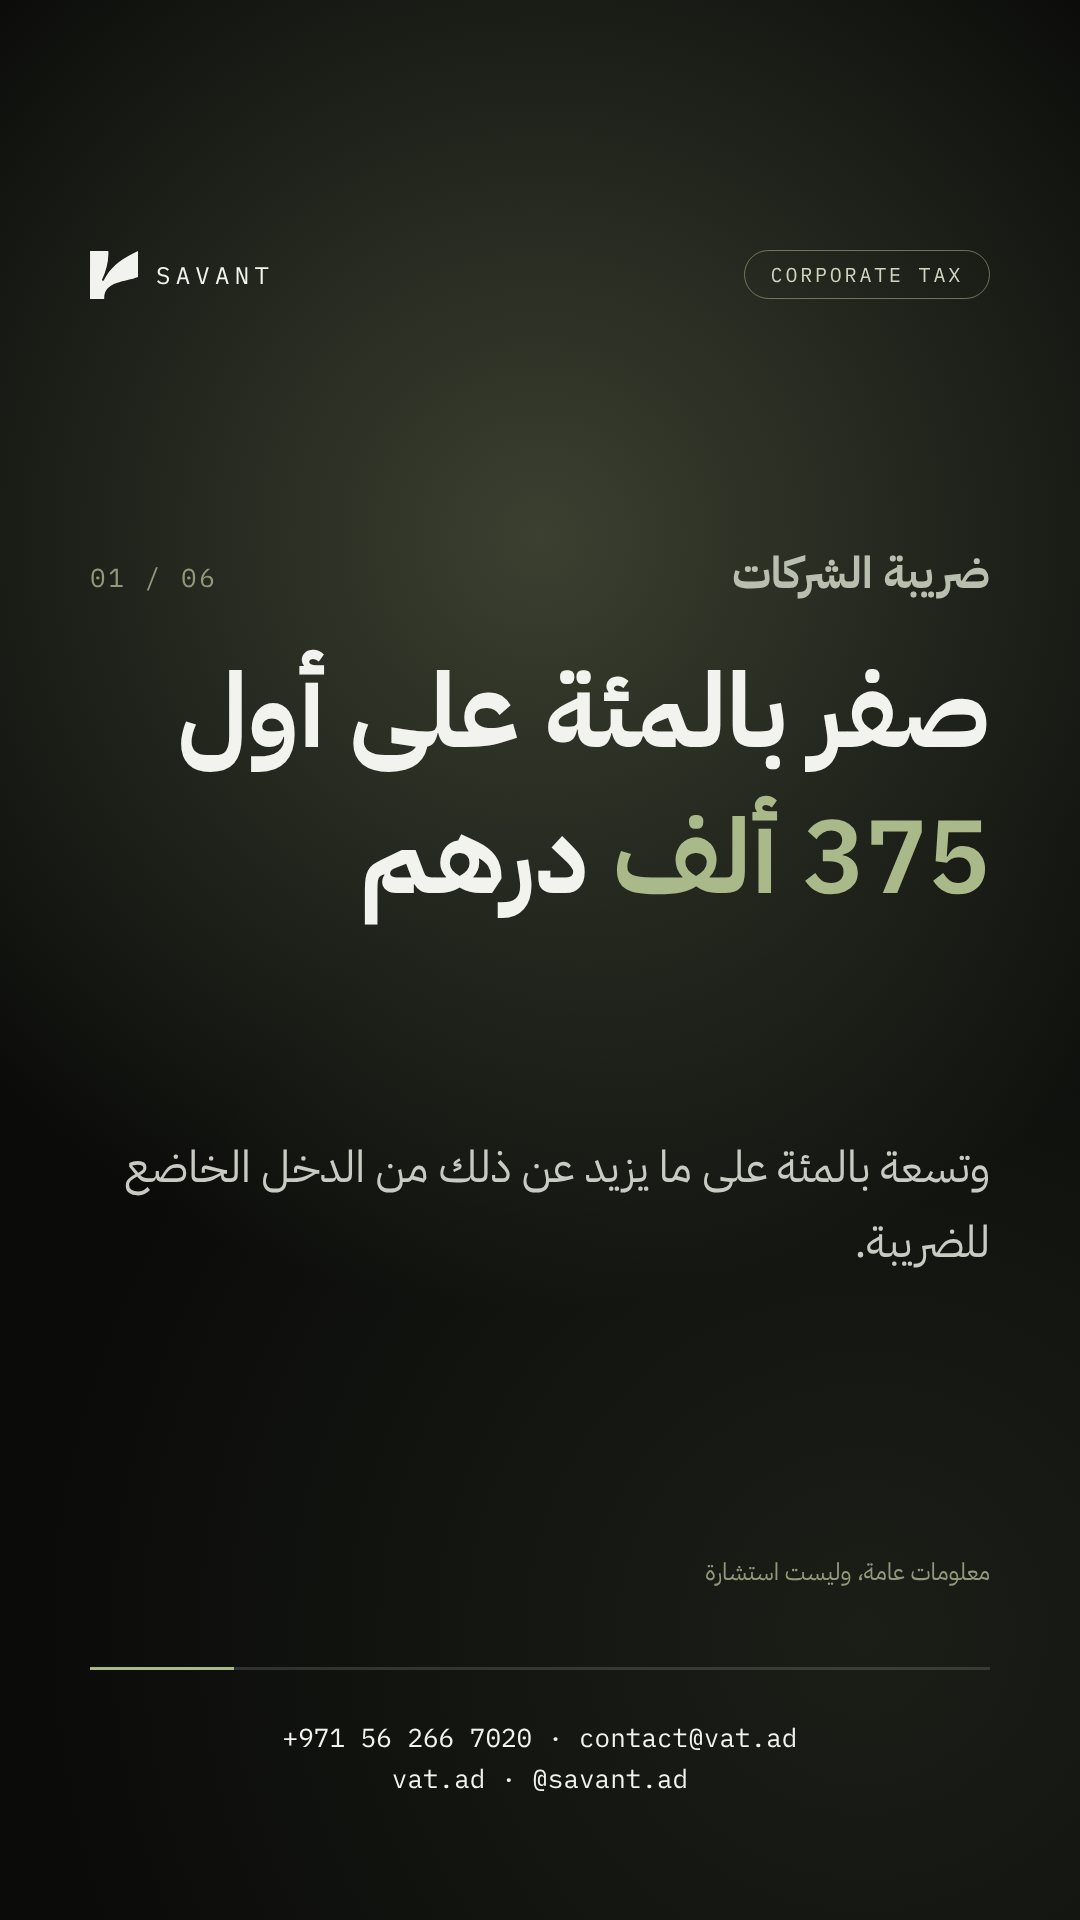 SAVANT
CORPORATE TAX
ضريبة الشركات
01 / 06
صفر بالمئة على أول
375 ألف درهم
وتسعة بالمئة على ما يزيد عن ذلك من الدخل الخاضع
للضريبة.
معلومات عامة، وليست استشارة
+971 56 266 7020 · contact@vat.ad
vat.ad · @savant.ad